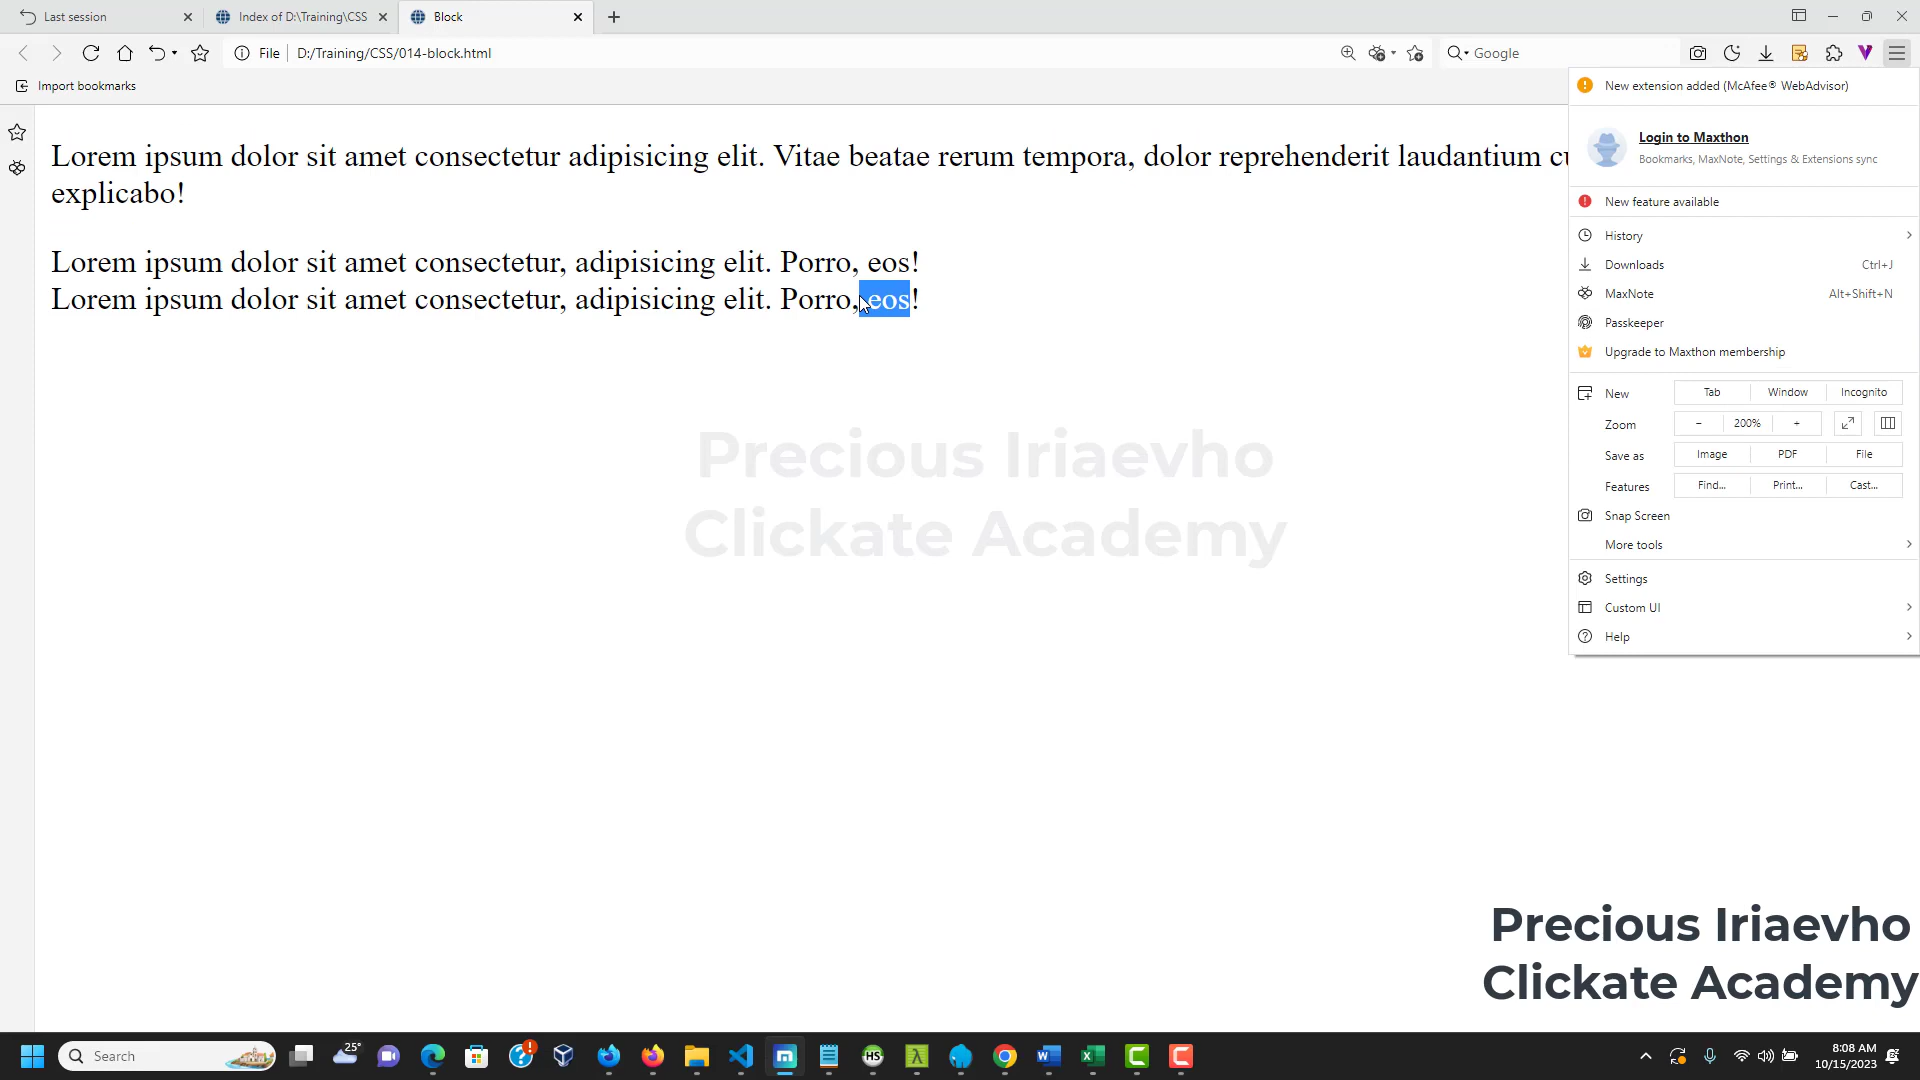 Last session
Index of D:\Training\CSS
Block
File
D:/Training/CSS/014-block.html
Google
Import bookmarks
New extension added (McAfee® WebAdvisor)
Login to Maxthon
Bookmarks, MaxNote, Settings & Extensions sync
New feature available
History
Downloads Ctrl+J
MaxNote Alt+Shift+N
Passkeeper
Upgrade to Maxthon membership
New Tab Window Incognito
Zoom − 200% +
Save as Image PDF File
Features Find... Print... Cast...
Snap Screen
More tools
Settings
Custom UI
Help
Lorem ipsum dolor sit amet consectetur adipisicing elit. Vitae beatae rerum tempora, dolor reprehenderit laudantium
explicabo!
Lorem ipsum dolor sit amet consectetur, adipisicing elit. Porro, eos!
Lorem ipsum dolor sit amet consectetur, adipisicing elit. Porro, eos!
Precious Iriaevho
Clickate Academy
Precious Iriaevho
Clickate Academy
Search
25°
HS
8:08 AM
10/15/2023